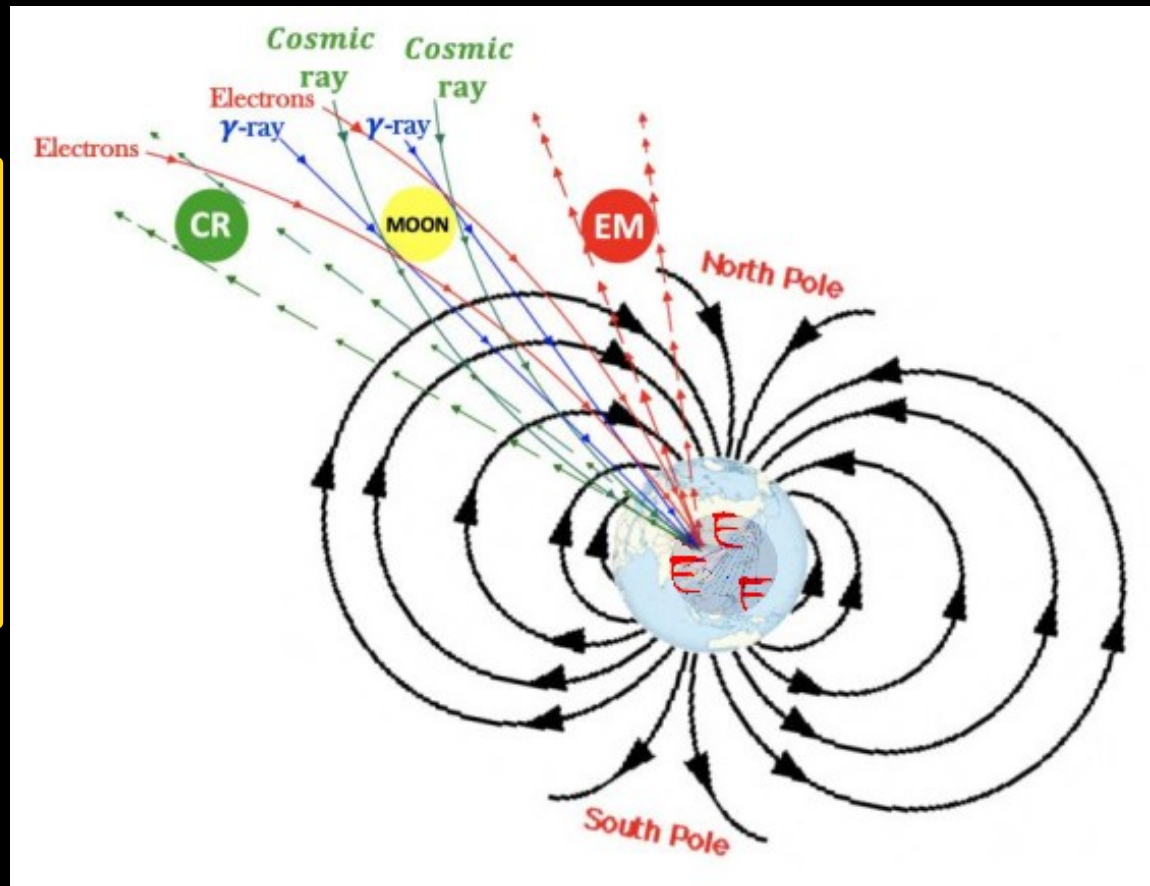 Cosmic
ray
Cosmic
ray
Electrons
γ-ray
γ-ray
Electrons
CR
MOON
EM
North Pole
E
E
E
South Pole